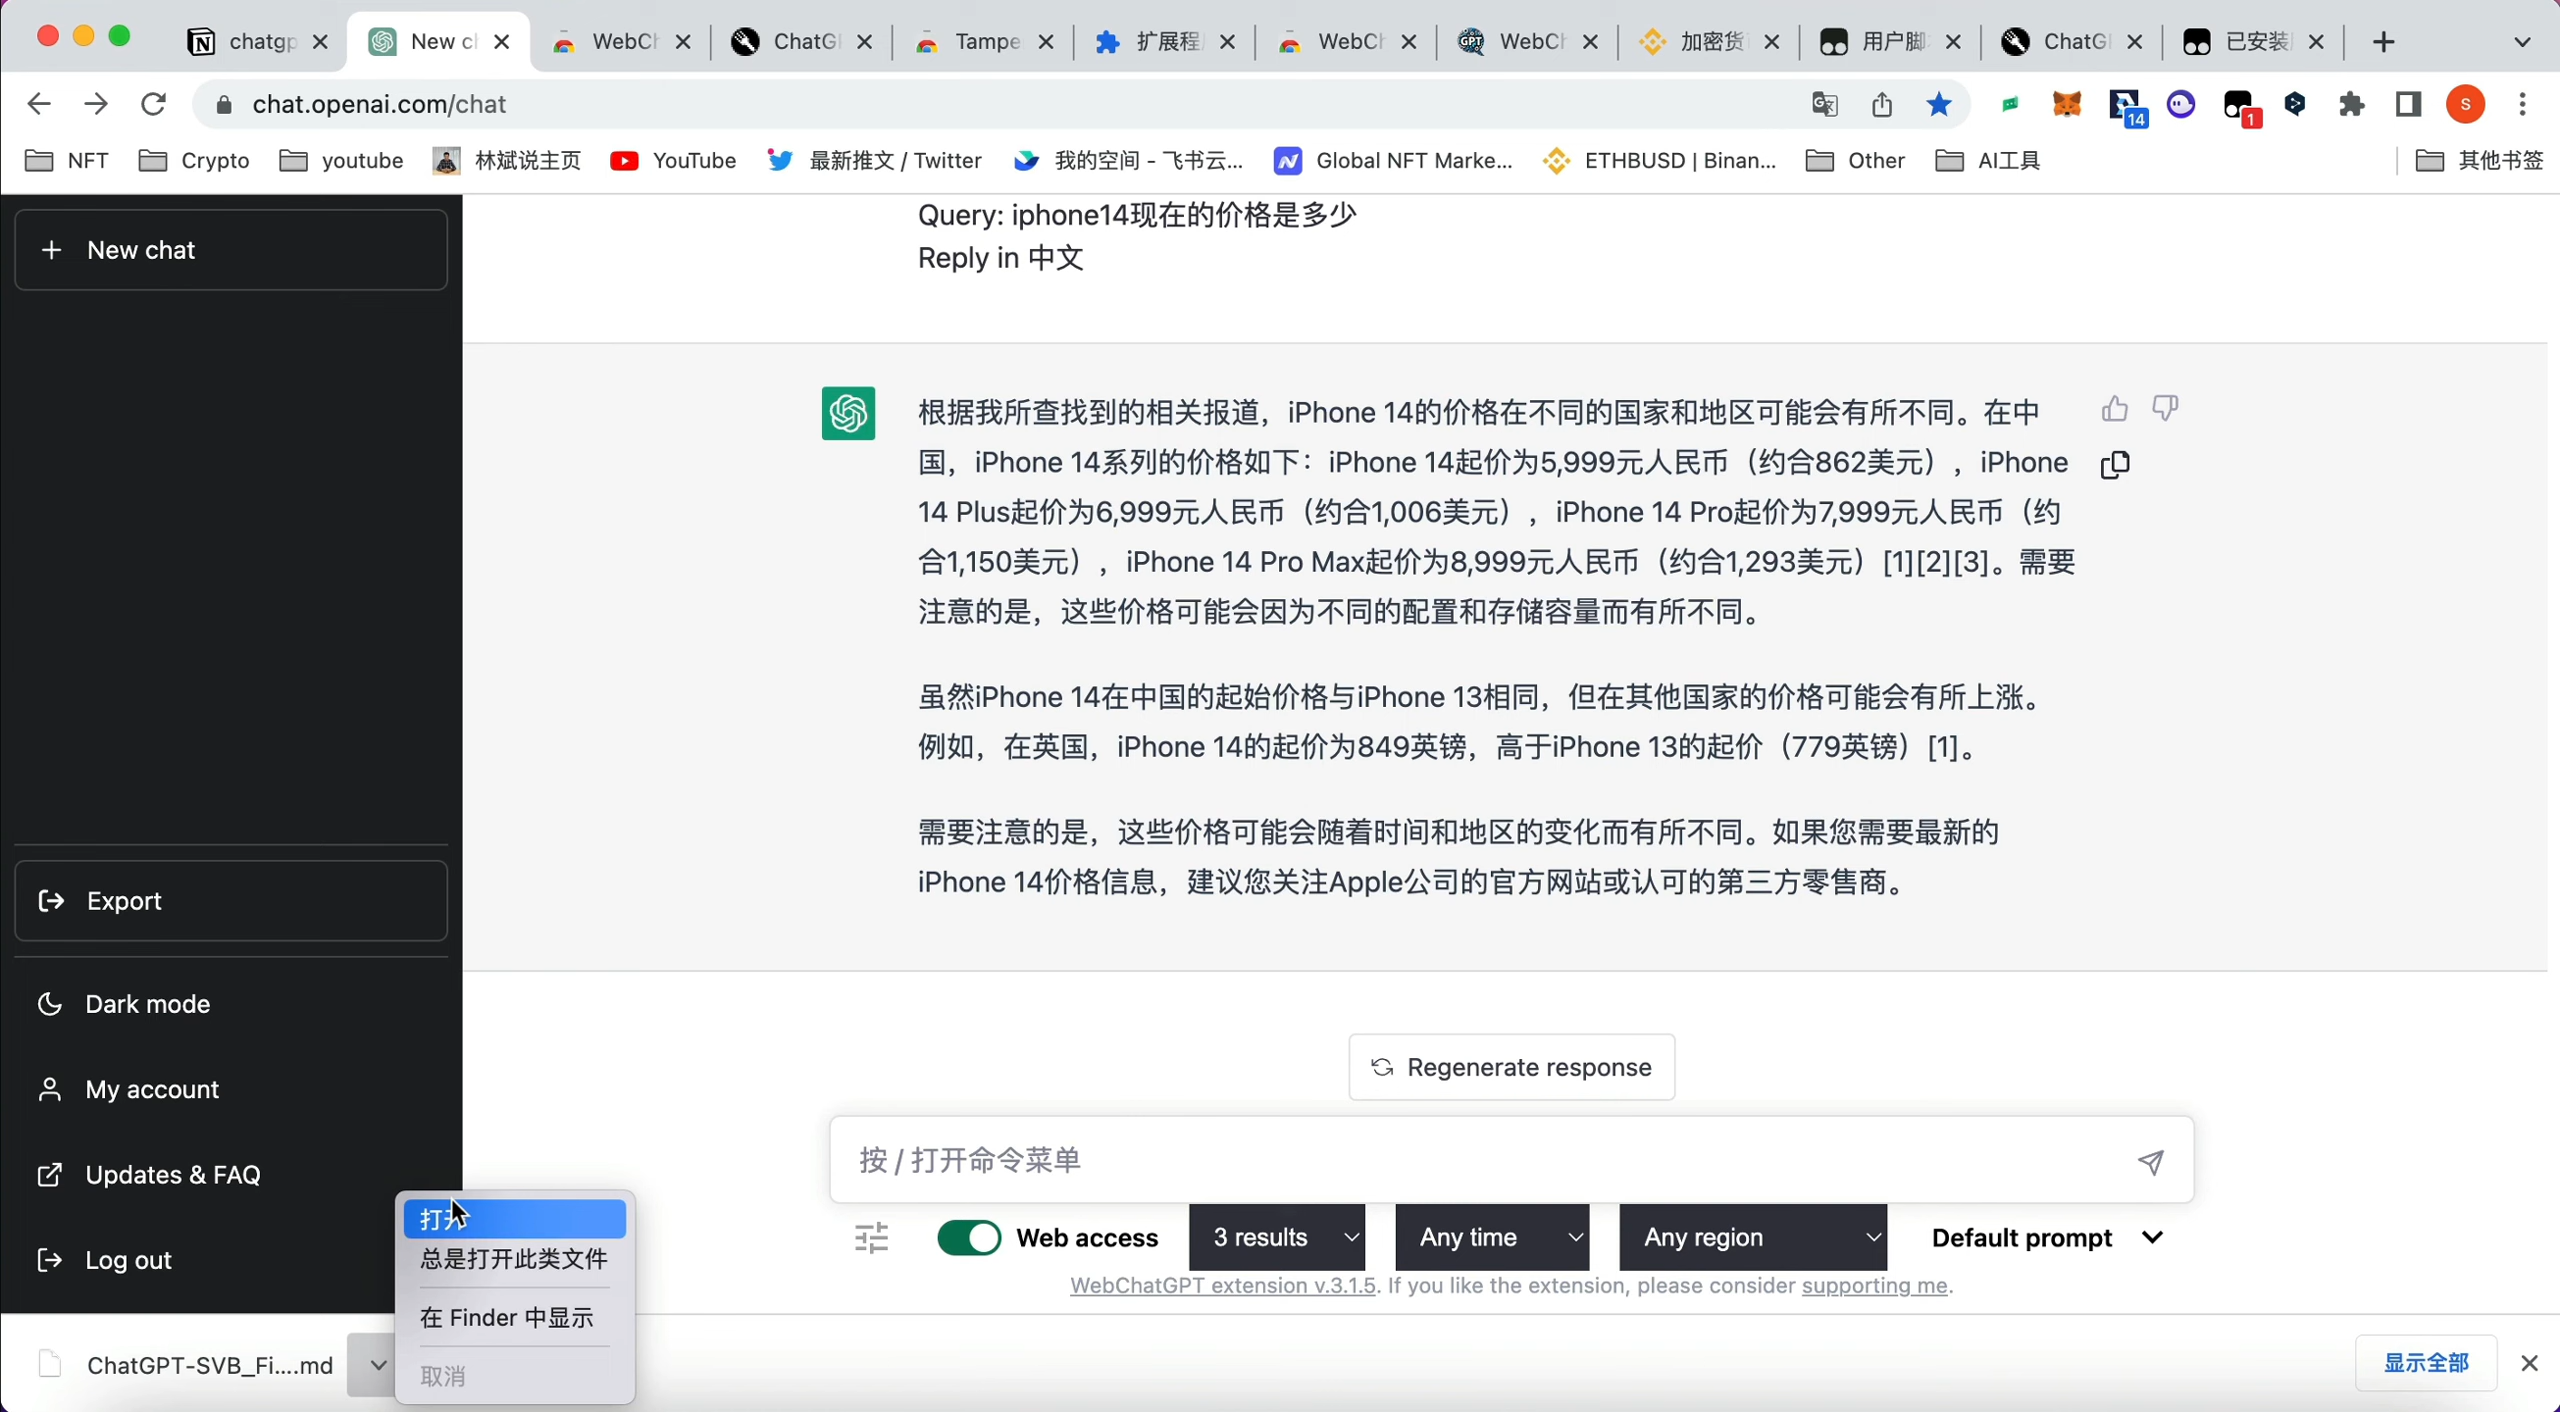 chatgp
New c
WebCh
ChatG
Tampe
扩展程
WebCh
WebCh
加密货
用户脚
ChatG
已安装
chat.openai.com/chat
14
1
S
NFT
Crypto
youtube
林斌说主页
YouTube
最新推文 / Twitter
我的空间 - 飞书云...
Global NFT Marke...
ETHBUSD | Binan...
Other
AI工具
其他书签
New chat
Query: iphone14现在的价格是多少
Reply in 中文
根据我所查找到的相关报道，iPhone 14的价格在不同的国家和地区可能会有所不同。在中
国，iPhone 14系列的价格如下：iPhone 14起价为5,999元人民币（约合862美元），iPhone
14 Plus起价为6,999元人民币（约合1,006美元），iPhone 14 Pro起价为7,999元人民币（约
合1,150美元），iPhone 14 Pro Max起价为8,999元人民币（约合1,293美元）[1][2][3]。需要
注意的是，这些价格可能会因为不同的配置和存储容量而有所不同。
虽然iPhone 14在中国的起始价格与iPhone 13相同，但在其他国家的价格可能会有所上涨。
例如，在英国，iPhone 14的起价为849英镑，高于iPhone 13的起价（779英镑）[1]。
需要注意的是，这些价格可能会随着时间和地区的变化而有所不同。如果您需要最新的
iPhone 14价格信息，建议您关注Apple公司的官方网站或认可的第三方零售商。
Export
Dark mode
My account
Updates & FAQ
Log out
Regenerate response
按 / 打开命令菜单
Web access
3 results
Any time
Any region
Default prompt
WebChatGPT extension v.3.1.5. If you like the extension, please consider supporting me.
打开
总是打开此类文件
在 Finder 中显示
取消
ChatGPT-SVB_Fi....md
显示全部